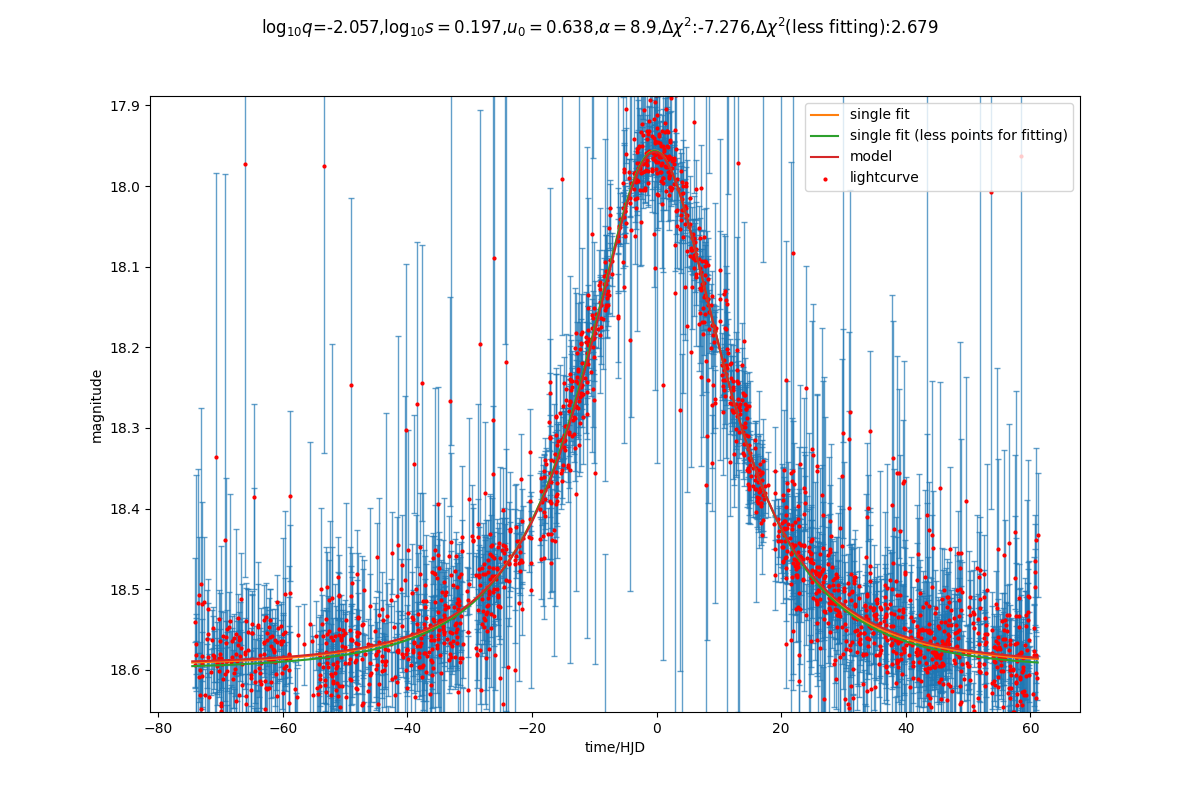 log₁₀q=-2.057,log₁₀s = 0.197,u₀ = 0.638,α = 8.9,Δχ²:-7.276,Δχ²(less fitting):2.679
17.9
18.0
18.1
18.2
18.3
18.4
18.5
18.6
magnitude
single fit
single fit (less points for fitting)
model
lightcurve
−80
−60
−40
−20
0
20
40
60
time/HJD